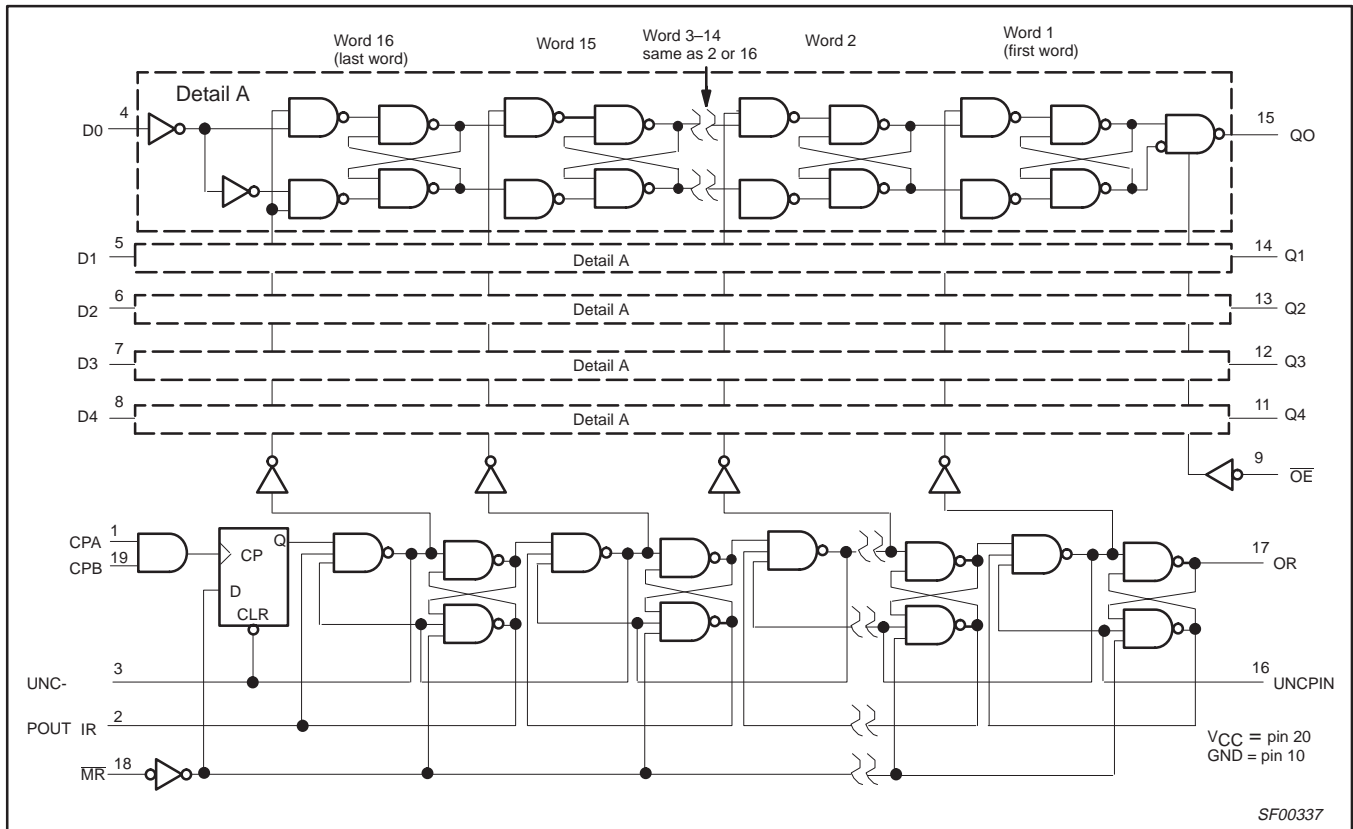 Word 16
(last word)
Word 15
Word 3–14
same as 2 or 16
Word 2
Word 1
(first word)
Detail A
4
D0
15
QO
5
D1
Detail A
14
Q1
6
D2
Detail A
13
Q2
7
D3
Detail A
12
Q3
8
D4
Detail A
11
Q4
9
OE
1
CPA
19
CPB
CP
Q
D
CLR
17
OR
3
UNC-
16
UNCPIN
2
POUT IR
18
MR
VCC = pin 20
GND = pin 10
SF00337